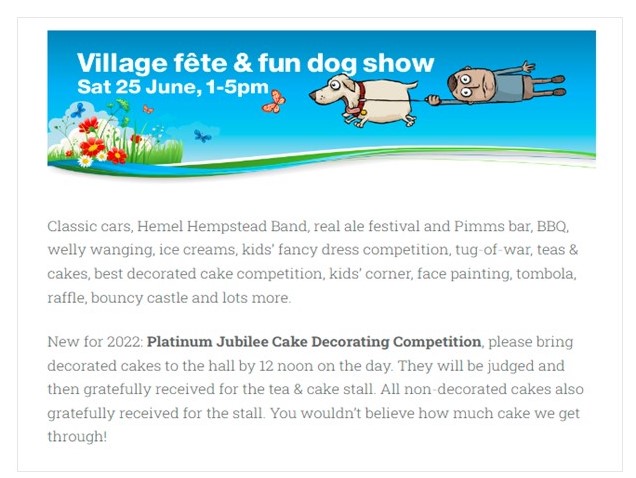 Village fête & fun dog show
Sat 25 June, 1-5pm
Classic cars, Hemel Hempstead Band, real ale festival and Pimms bar, BBQ,
welly wanging, ice creams, kids' fancy dress competition, tug-of-war, teas &
cakes, best decorated cake competition, kids' corner, face painting, tombola,
raffle, bouncy castle and lots more.
New for 2022: Platinum Jubilee Cake Decorating Competition, please bring
decorated cakes to the hall by 12 noon on the day. They will be judged and
then gratefully received for the tea & cake stall. All non-decorated cakes also
gratefully received for the stall. You wouldn't believe how much cake we get
through!